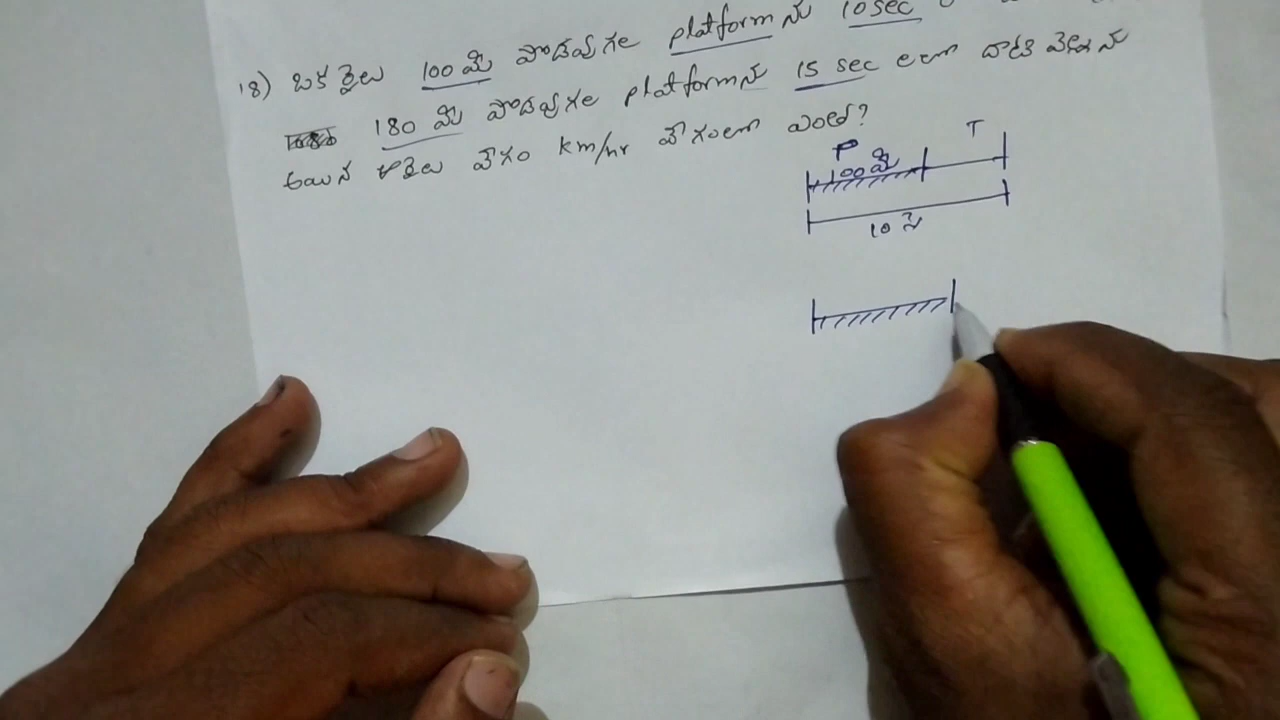 18) ఒక రైలు 100 మీ పొడవుగల platform ను 10 sec
180 మీ పొడవుగల platform ను 15 sec లలో దాటి వెళ్లిన
అయిన ఆ రైలు వేగం km/hr వేగంలో ఎంత?
P T
100 మీ
10 సె